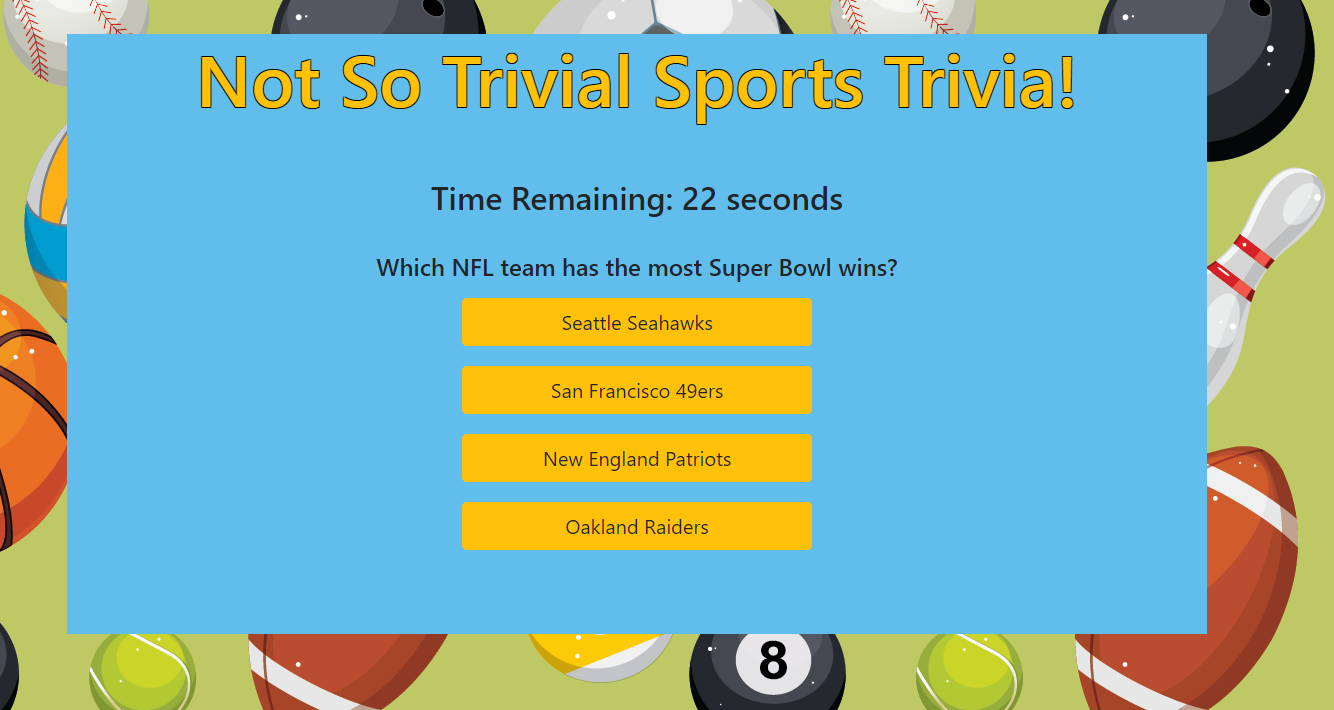 Not So Trivial Sports Trivia!
Time Remaining: 22 seconds
Which NFL team has the most Super Bowl wins?
Seattle Seahawks
San Francisco 49ers
New England Patriots
Oakland Raiders
8